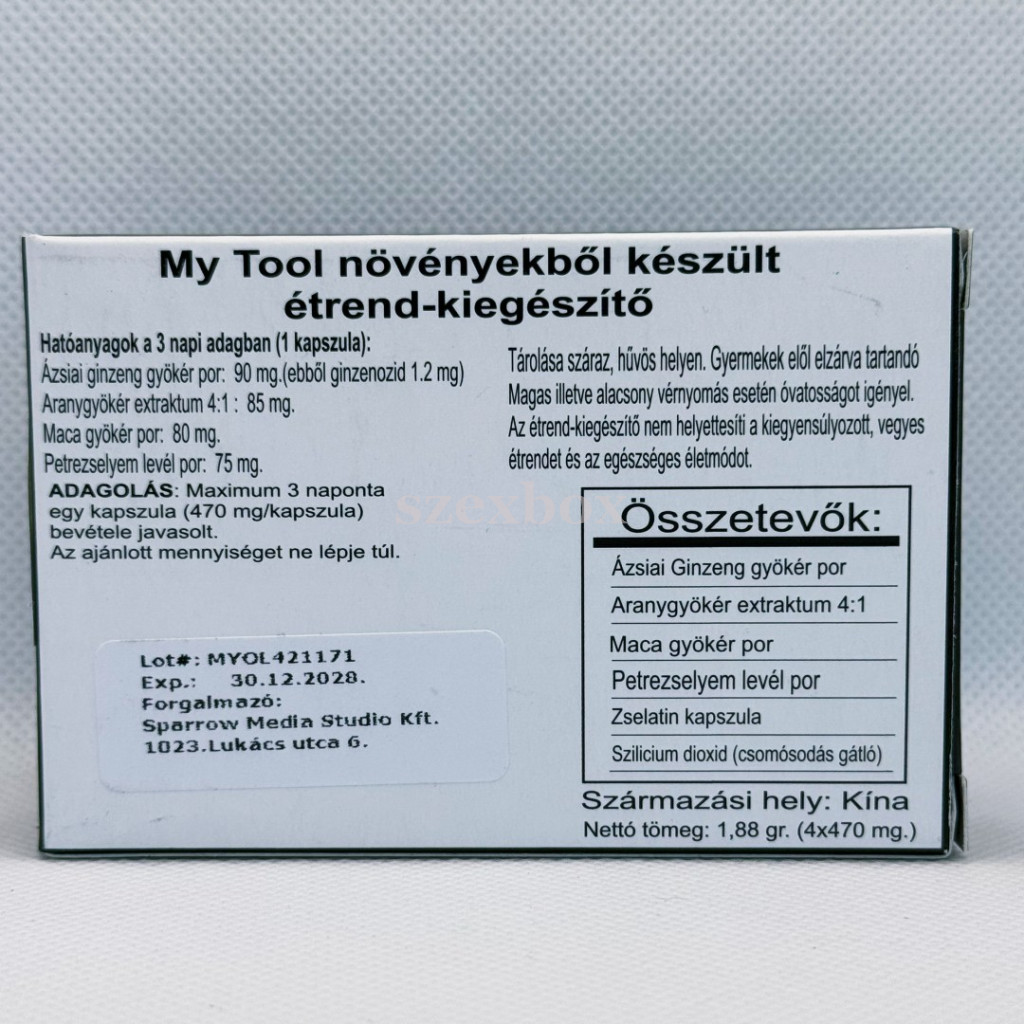 My Tool növényekből készült
étrend-kiegészítő
Hatóanyagok a 3 napi adagban (1 kapszula):
Ázsiai ginzeng gyökér por: 90 mg.(ebből ginzenozid 1.2 mg)
Aranygyökér extraktum 4:1 : 85 mg.
Maca gyökér por: 80 mg.
Petrezselyem levél por: 75 mg.
ADAGOLÁS: Maximum 3 naponta
egy kapszula (470 mg/kapszula)
bevétele javasolt.
Az ajánlott mennyiséget ne lépje túl.
Tárolása száraz, hűvös helyen. Gyermekek elől elzárva tartandó
Magas illetve alacsony vérnyomás esetén óvatosságot igényel.
Az étrend-kiegészítő nem helyettesíti a kiegyensúlyozott, vegyes
étrendet és az egészséges életmódot.
szexbox
Összetevők:
Ázsiai Ginzeng gyökér por
Aranygyökér extraktum 4:1
Maca gyökér por
Petrezselyem levél por
Zselatin kapszula
Szilicium dioxid (csomósodás gátló)
Származási hely: Kína
Nettó tömeg: 1,88 gr. (4x470 mg.)
Lot#: MYOL421171
Exp.: 30.12.2028.
Forgalmazó:
Sparrow Media Studio Kft.
1023.Lukács utca 6.